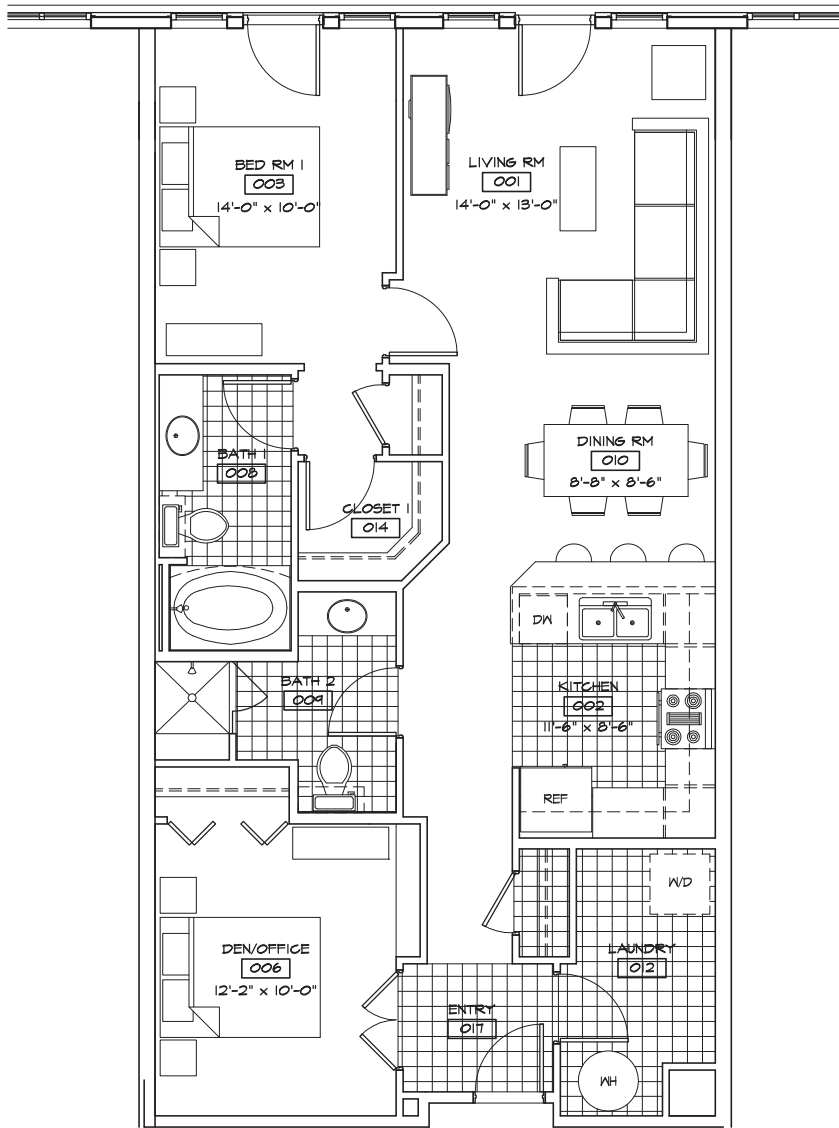 BED RM 1
003
14'-0" x 10'-0"
LIVING RM
001
14'-0" x 13'-0"
DINING RM
010
8'-8" x 8'-6"
BATH 1
008
CLOSET 1
014
DW
BATH 2
009
KITCHEN
002
11'-6" x 8'-6"
REF
W/D
DEN/OFFICE
006
12'-2" x 10'-0"
LAUNDRY
012
ENTRY
017
WH